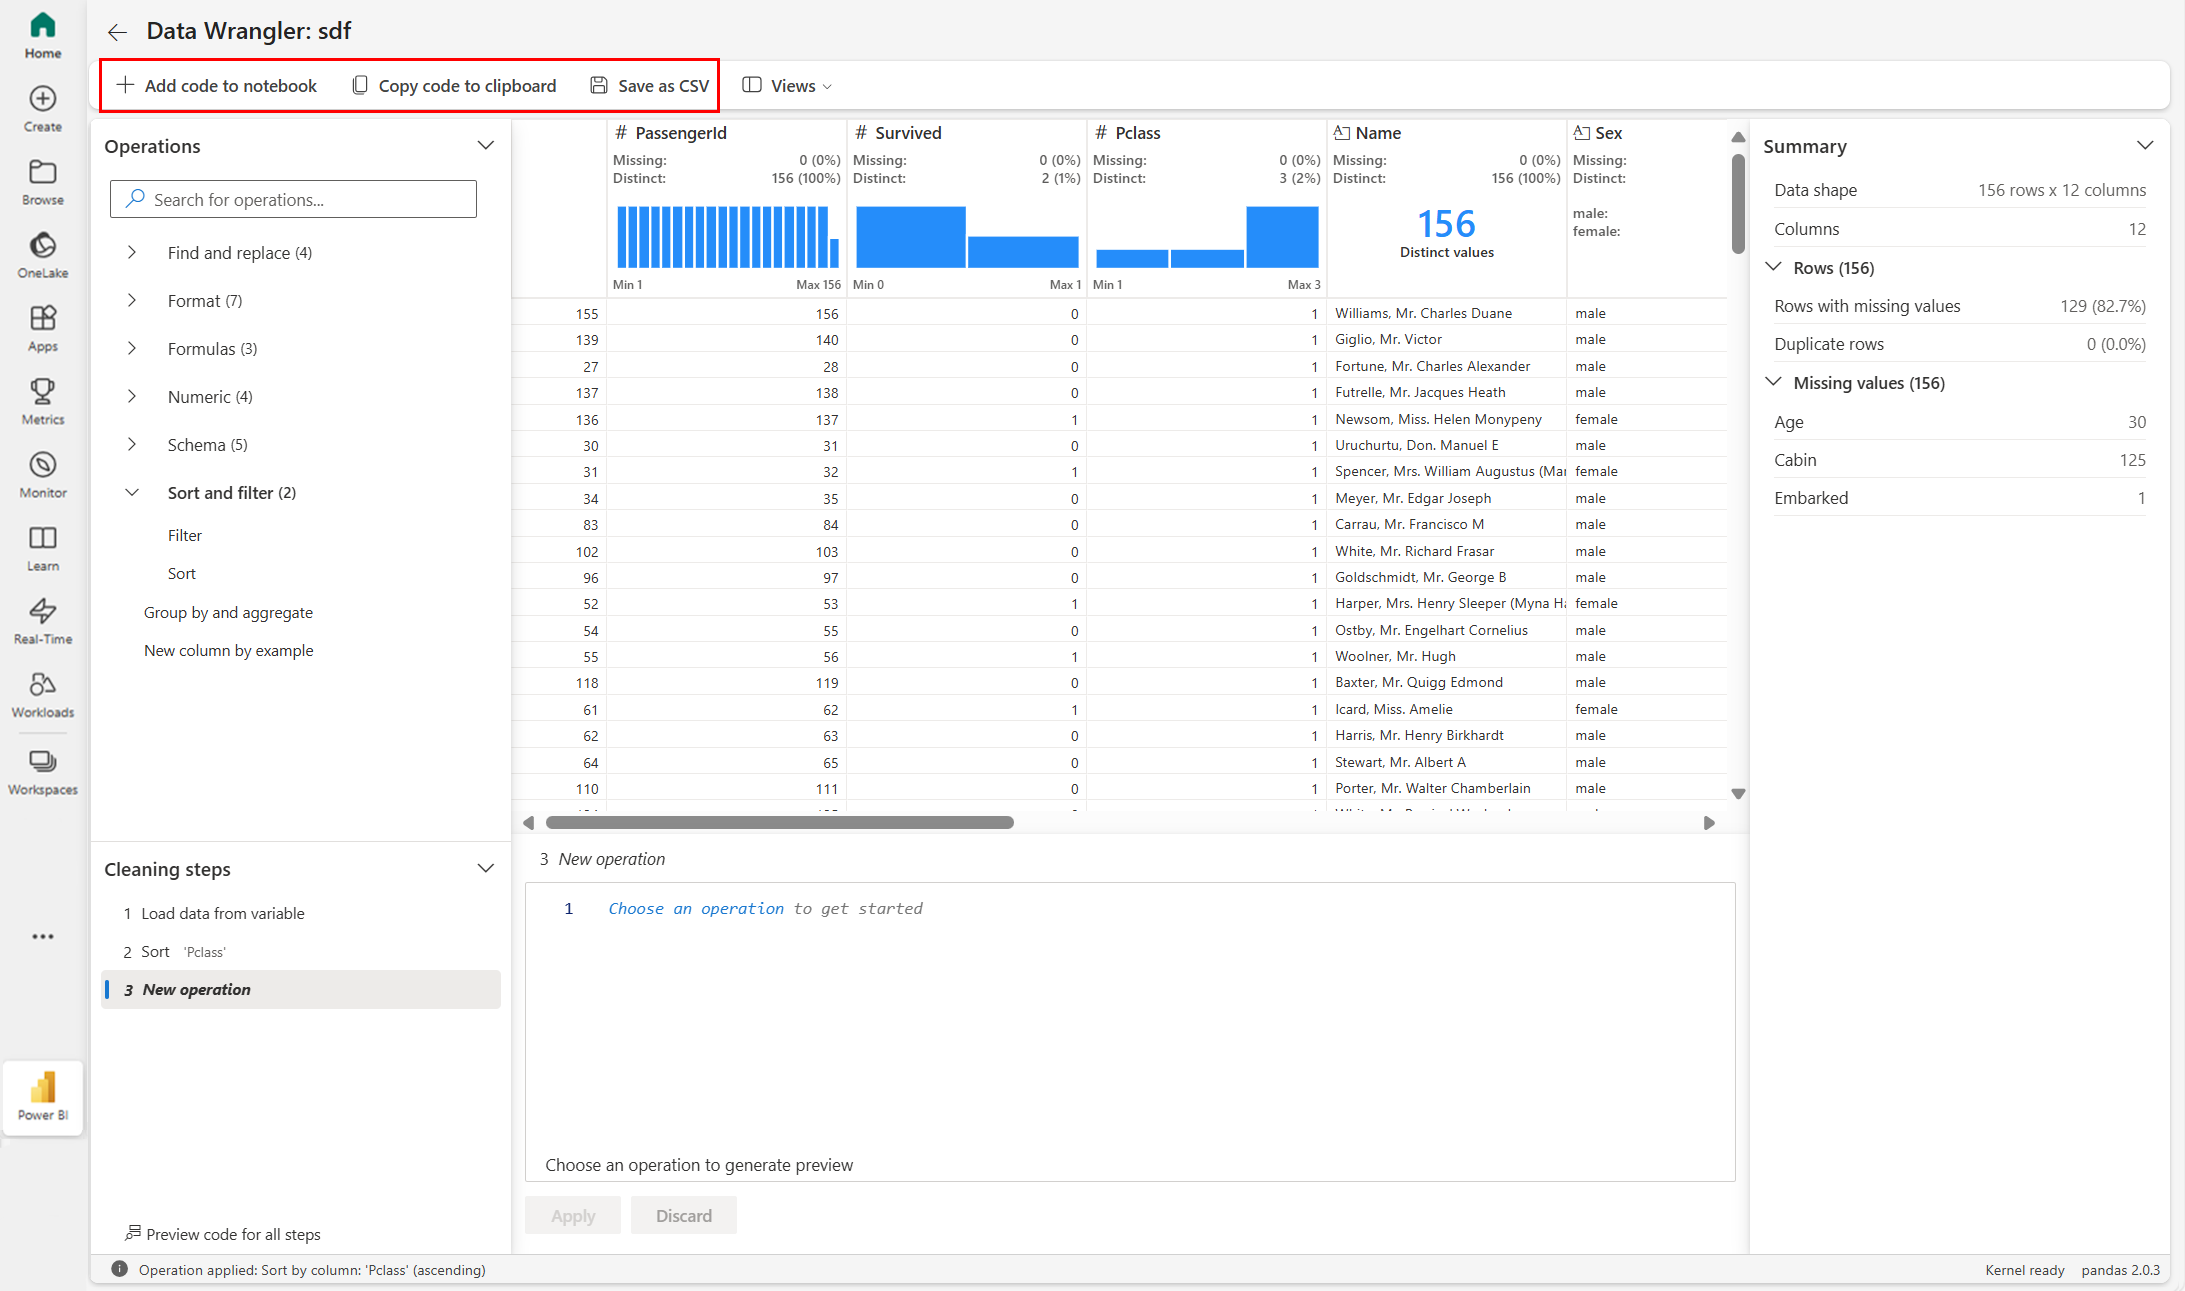 Home
Create
Browse
OneLake
Apps
Metrics
Monitor
Learn
Real-Time
Workloads
Workspaces
Power BI
Data Wrangler: sdf
Add code to notebook Copy code to clipboard Save as CSV Views
Operations
Search for operations...
Find and replace (4)
Format (7)
Formulas (3)
Numeric (4)
Schema (5)
Sort and filter (2)
Filter
Sort
Group by and aggregate
New column by example
Cleaning steps
1 Load data from variable
2 Sort 'Pclass'
3 New operation
Preview code for all steps
# PassengerId # Survived # Pclass Name Sex
Missing: 0 (0%) Missing: 0 (0%) Missing: 0 (0%) Missing: 0 (0%) Missing:
Distinct: 156 (100%) Distinct: 2 (1%) Distinct: 3 (2%) Distinct: 156 (100%) Distinct:
156
Distinct values
male:
female:
Min 1 Max 156 Min 0 Max 1 Min 1 Max 3
155 156 0 1 Williams, Mr. Charles Duane male
139 140 0 1 Giglio, Mr. Victor male
27 28 0 1 Fortune, Mr. Charles Alexander male
137 138 0 1 Futrelle, Mr. Jacques Heath male
136 137 1 1 Newsom, Miss. Helen Monypeny female
30 31 0 1 Uruchurtu, Don. Manuel E male
31 32 1 1 Spencer, Mrs. William Augustus (Mar female
34 35 0 1 Meyer, Mr. Edgar Joseph male
83 84 0 1 Carrau, Mr. Francisco M male
102 103 0 1 White, Mr. Richard Frasar male
96 97 0 1 Goldschmidt, Mr. George B male
52 53 1 1 Harper, Mrs. Henry Sleeper (Myna Ha female
54 55 0 1 Ostby, Mr. Engelhart Cornelius male
55 56 1 1 Woolner, Mr. Hugh male
118 119 0 1 Baxter, Mr. Quigg Edmond male
61 62 1 1 Icard, Miss. Amelie female
62 63 0 1 Harris, Mr. Henry Birkhardt male
64 65 0 1 Stewart, Mr. Albert A male
110 111 0 1 Porter, Mr. Walter Chamberlain male
3 New operation
1 Choose an operation to get started
Choose an operation to generate preview
Apply Discard
Summary
Data shape 156 rows x 12 columns
Columns 12
Rows (156)
Rows with missing values 129 (82.7%)
Duplicate rows 0 (0.0%)
Missing values (156)
Age 30
Cabin 125
Embarked 1
Operation applied: Sort by column: 'Pclass' (ascending)
Kernel ready pandas 2.0.3